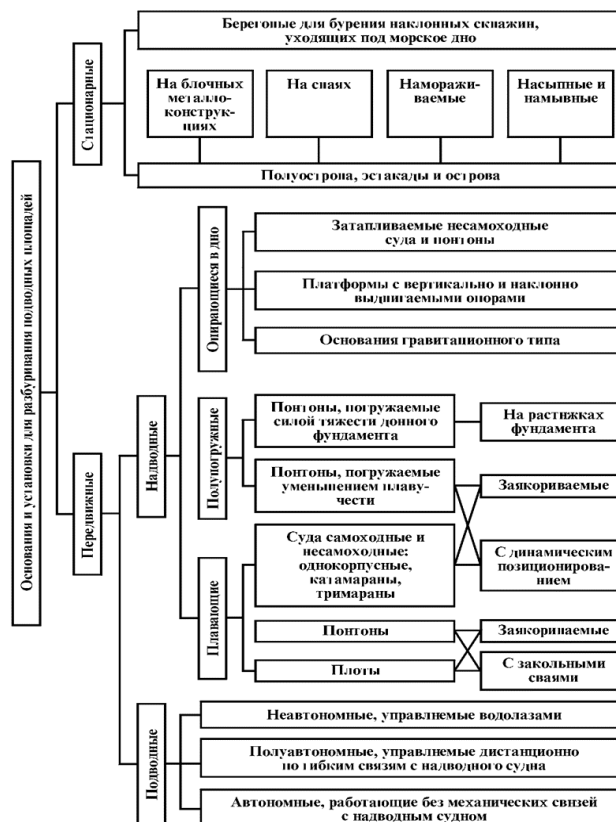 Основания и установки для разбуривания подводных площадей
Стационарные
Береговые для бурения наклонных скважин,
уходящих под морское дно
На блочных
металло-
конструк-
циях
На сваях
Наморажи-
ваемые
Насыпные и
намывные
Полуострова, эстакады и острова
Передвижные
Надводные
Опирающиеся в дно
Затапливаемые несамоходные
суда и понтоны
Платформы с вертикально и наклонно
выдвигаемыми опорами
Основания гравитационного типа
Полупогружные
Понтоны, погружаемые
силой тяжести донного
фундамента
На растяжках
фундамента
Понтоны, погружаемые
уменьшением плаву-
чести
Заякориваемые
Плавающие
Суда самоходные и
несамоходные:
однокорпусные,
катамараны,
тримараны
С динамическим
позиционирова-
нием
Понтоны
Заякориваемые
Плоты
С закольными
сваями
Подводные
Неавтономные, управляемые водолазами
Полуавтономные, управляемые дистанционно
по гибким связям с надводного судна
Автономные, работающие без механических связей
с надводным судном